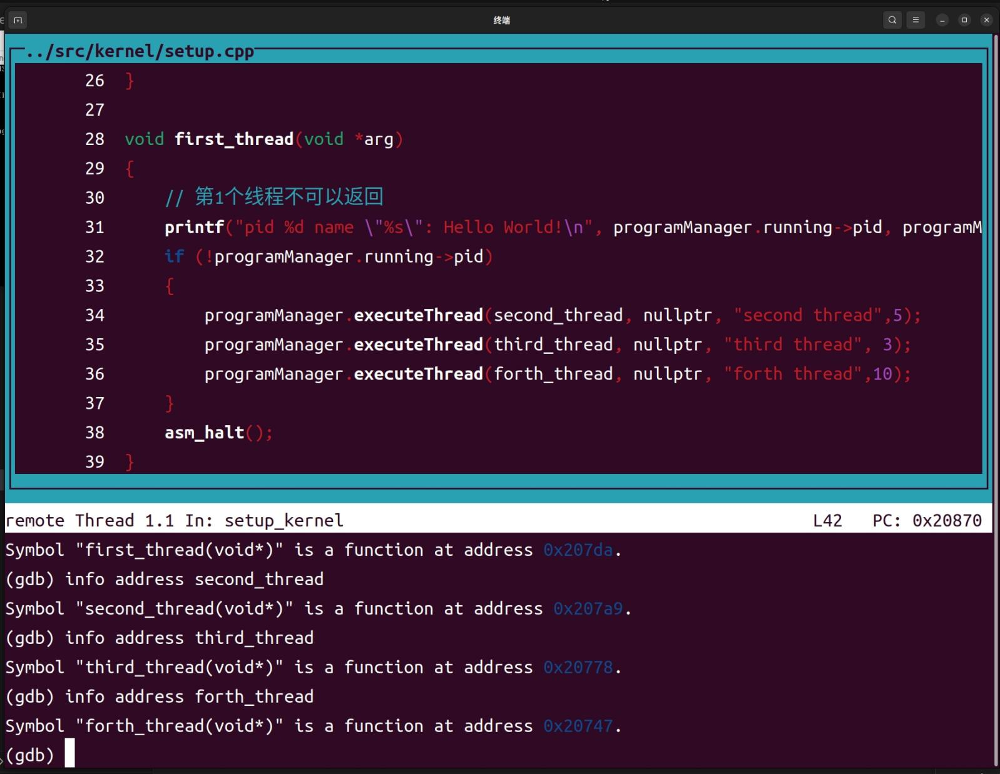 终端
../src/kernel/setup.cpp
26 }
27
28 void first_thread(void *arg)
29 {
30     // 第1个线程不可以返回
31     printf("pid %d name \"%s\": Hello World!\n", programManager.running->pid, programM
32     if (!programManager.running->pid)
33     {
34         programManager.executeThread(second_thread, nullptr, "second thread",5);
35         programManager.executeThread(third_thread, nullptr, "third thread", 3);
36         programManager.executeThread(forth_thread, nullptr, "forth thread",10);
37     }
38     asm_halt();
39 }
remote Thread 1.1 In: setup_kernel L42 PC: 0x20870
Symbol "first_thread(void*)" is a function at address 0x207da.
(gdb) info address second_thread
Symbol "second_thread(void*)" is a function at address 0x207a9.
(gdb) info address third_thread
Symbol "third_thread(void*)" is a function at address 0x20778.
(gdb) info address forth_thread
Symbol "forth_thread(void*)" is a function at address 0x20747.
(gdb)